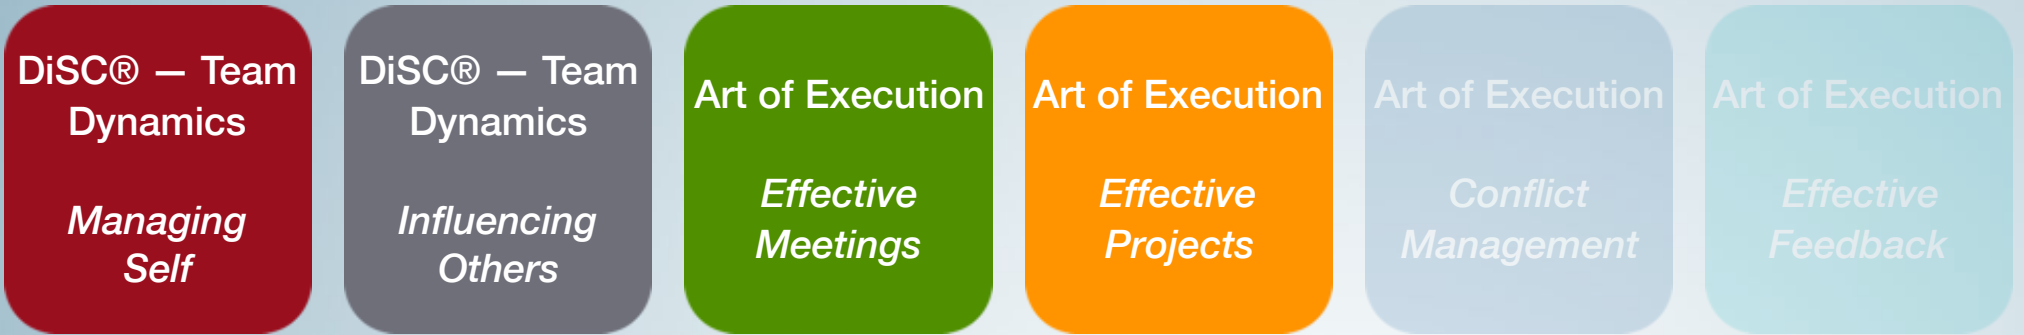 DiSC® — Team
Dynamics
Managing
Self
DiSC® — Team
Dynamics
Influencing
Others
Art of Execution
Effective
Meetings
Art of Execution
Effective
Projects
Art of Execution
Conflict
Management
Art of Execution
Effective
Feedback